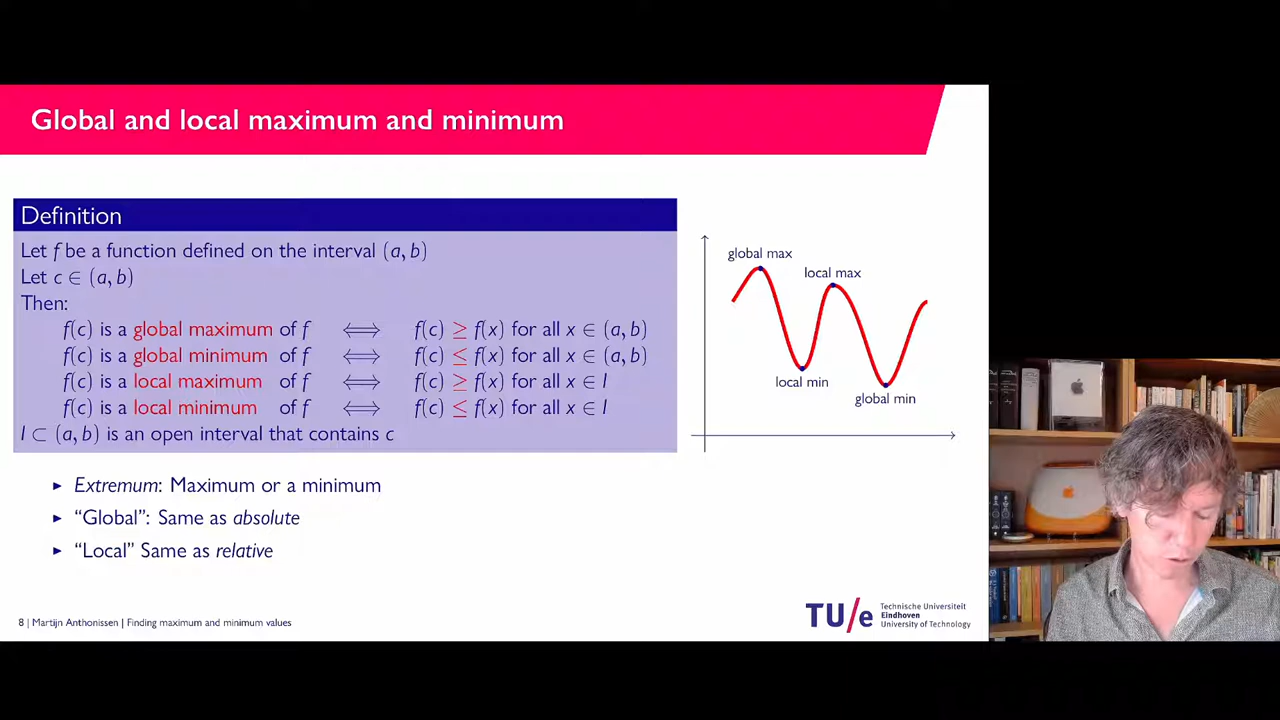 Global and local maximum and minimum
Definition
Let f be a function defined on the interval (a, b)
Let c ∈ (a, b)
Then:
f(c) is a global maximum of f ⟺ f(c) ≥ f(x) for all x ∈ (a, b)
f(c) is a global minimum of f ⟺ f(c) ≤ f(x) for all x ∈ (a, b)
f(c) is a local maximum of f ⟺ f(c) ≥ f(x) for all x ∈ I
f(c) is a local minimum of f ⟺ f(c) ≤ f(x) for all x ∈ I
I ⊂ (a, b) is an open interval that contains c
global max
local max
local min
global min
▸ Extremum: Maximum or a minimum
▸ “Global”: Same as absolute
▸ “Local” Same as relative
8 | Martijn Anthonissen | Finding maximum and minimum values
TU/e
Technische Universiteit
Eindhoven
University of Technology